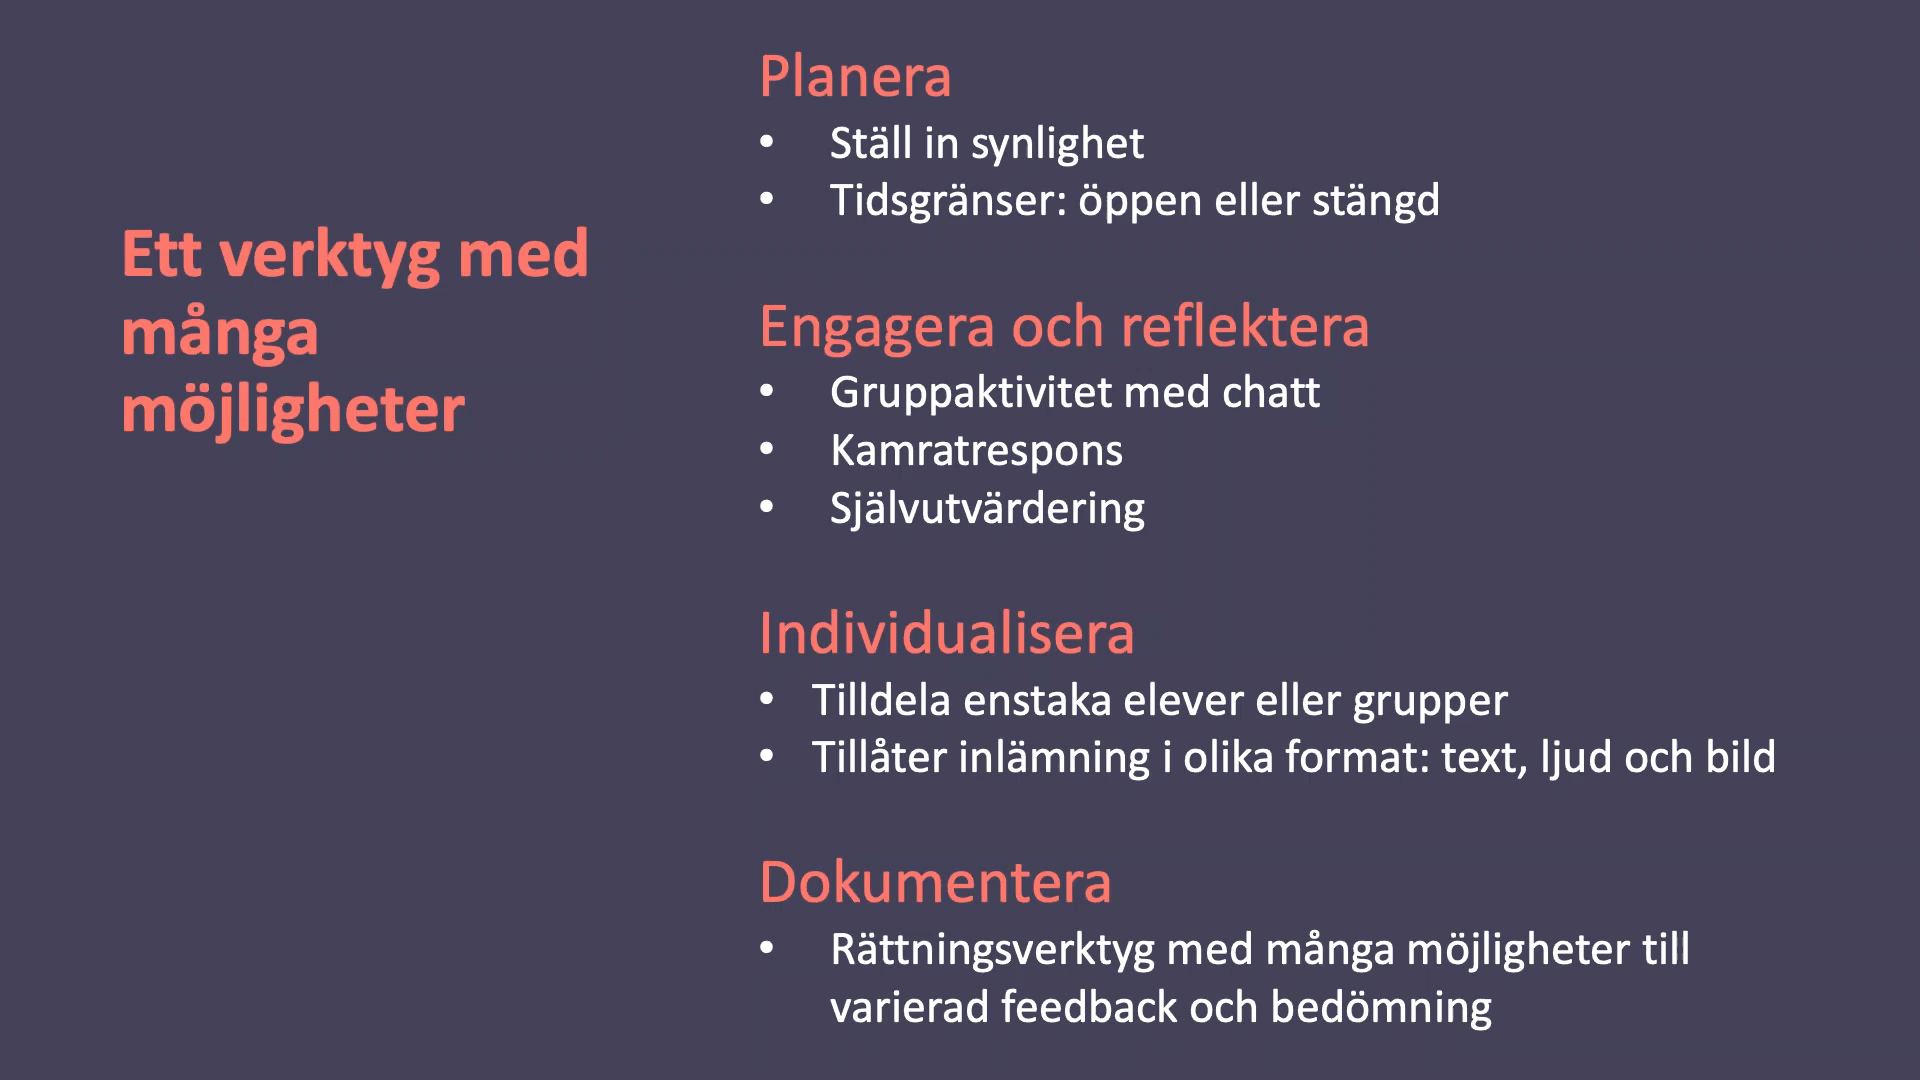 Ett verktyg med
många
möjligheter
Planera
• Ställ in synlighet
• Tidsgränser: öppen eller stängd
Engagera och reflektera
• Gruppaktivitet med chatt
• Kamratrespons
• Självutvärdering
Individualisera
• Tilldela enstaka elever eller grupper
• Tillåter inlämning i olika format: text, ljud och bild
Dokumentera
• Rättningsverktyg med många möjligheter till
varierad feedback och bedömning